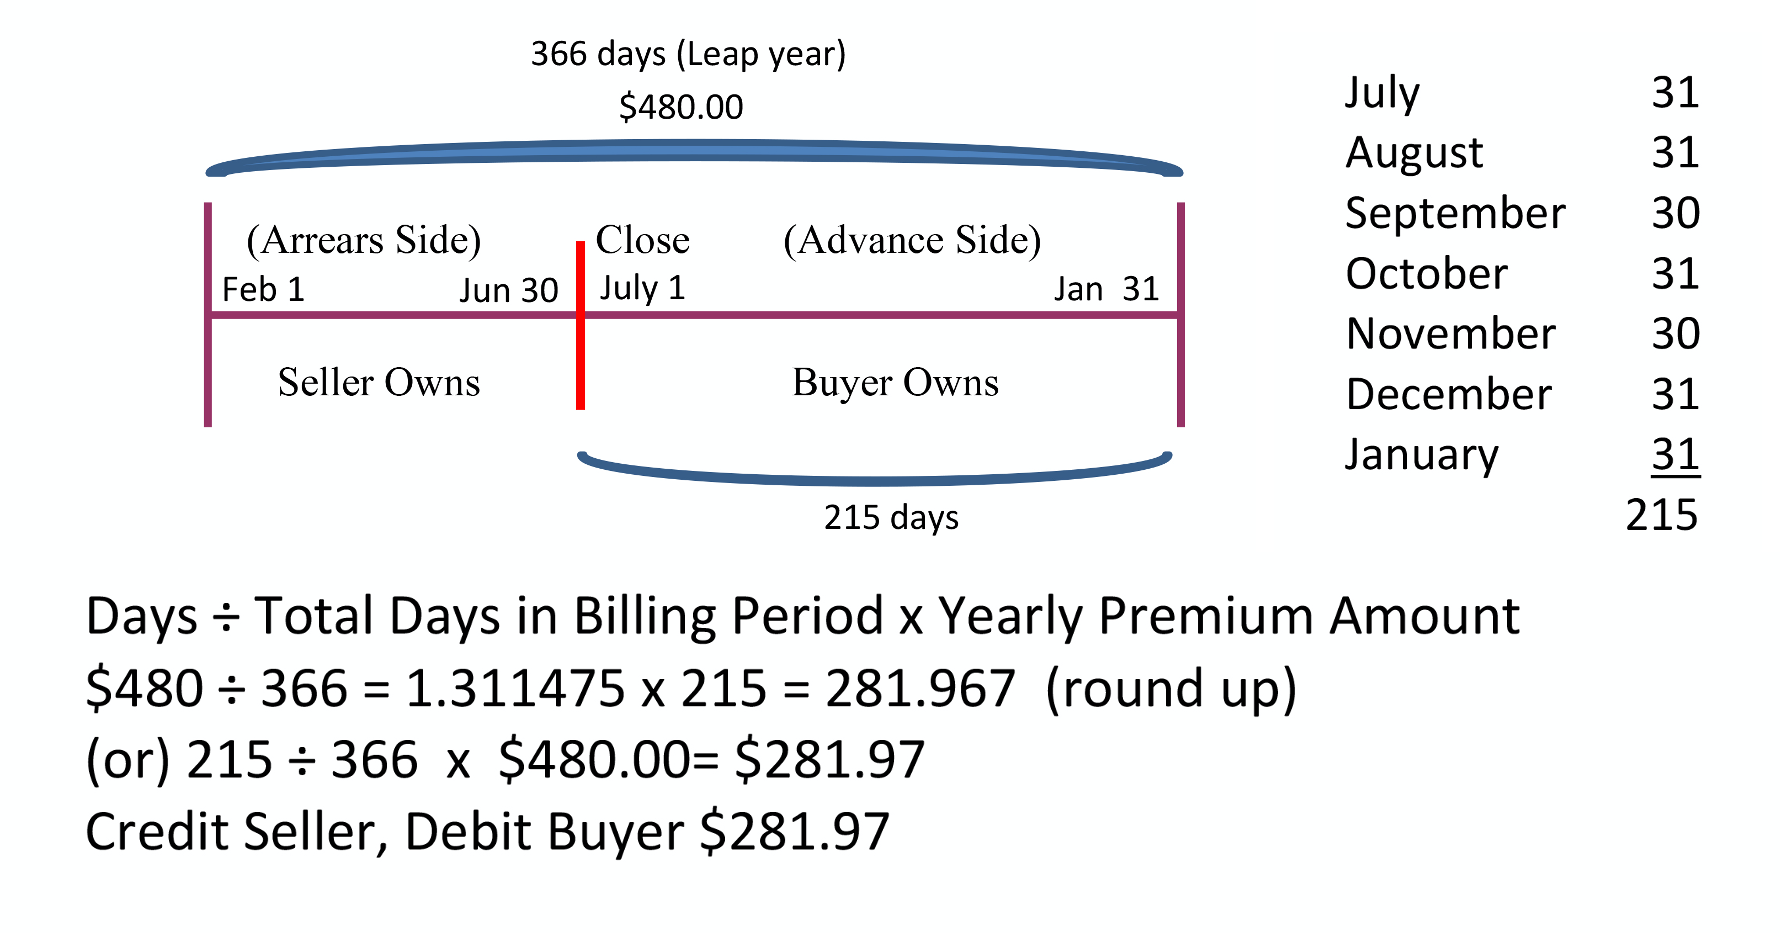 366 days (Leap year)
$480.00
(Arrears Side) Close (Advance Side)
Feb 1 Jun 30 July 1 Jan 31
Seller Owns Buyer Owns
215 days
July 31
August 31
September 30
October 31
November 30
December 31
January 31
215
Days ÷ Total Days in Billing Period x Yearly Premium Amount
$480 ÷ 366 = 1.311475 x 215 = 281.967 (round up)
(or) 215 ÷ 366 x $480.00= $281.97
Credit Seller, Debit Buyer $281.97